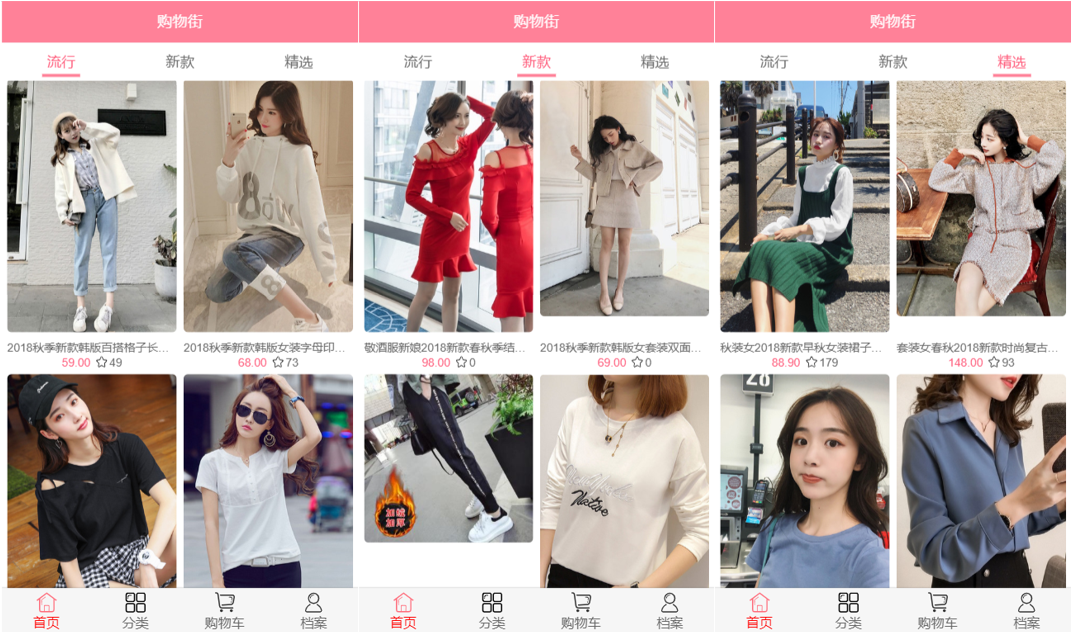 购物街
流行 新款 精选
2018秋季新款韩版百搭格子长...
59.00 49
2018秋季新款韩版女装字母印...
68.00 73
首页 分类 购物车 档案
购物街
流行 新款 精选
敬酒服新娘2018新款春秋季结...
98.00 0
2018秋季新款韩版女套装双面...
69.00 0
加绒
加厚
Native
首页 分类 购物车 档案
购物街
流行 新款 精选
秋装女2018新款早秋女装裙子...
88.90 179
套装女春秋2018新款时尚复古...
148.00 93
首页 分类 购物车 档案